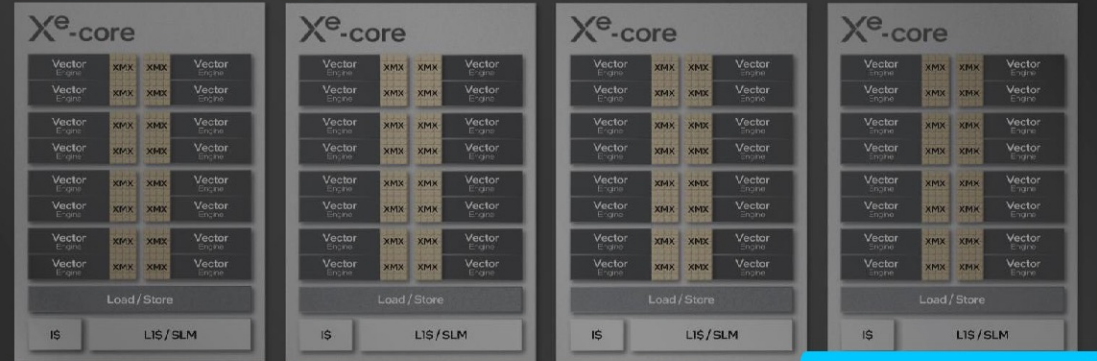 Xe-core Xe-core Xe-core Xe-core
Vector Engine XMX XMX Vector Engine Vector Engine XMX XMX Vector Engine Vector Engine XMX XMX Vector Engine Vector Engine XMX XMX Vector Engine
Vector Engine XMX XMX Vector Engine Vector Engine XMX XMX Vector Engine Vector Engine XMX XMX Vector Engine Vector Engine XMX XMX Vector Engine
Vector Engine XMX XMX Vector Engine Vector Engine XMX XMX Vector Engine Vector Engine XMX XMX Vector Engine Vector Engine XMX XMX Vector Engine
Vector Engine XMX XMX Vector Engine Vector Engine XMX XMX Vector Engine Vector Engine XMX XMX Vector Engine Vector Engine XMX XMX Vector Engine
Vector Engine XMX XMX Vector Engine Vector Engine XMX XMX Vector Engine Vector Engine XMX XMX Vector Engine Vector Engine XMX XMX Vector Engine
Vector Engine XMX XMX Vector Engine Vector Engine XMX XMX Vector Engine Vector Engine XMX XMX Vector Engine Vector Engine XMX XMX Vector Engine
Vector Engine XMX XMX Vector Engine Vector Engine XMX XMX Vector Engine Vector Engine XMX XMX Vector Engine Vector Engine XMX XMX Vector Engine
Vector Engine XMX XMX Vector Engine Vector Engine XMX XMX Vector Engine Vector Engine XMX XMX Vector Engine Vector Engine XMX XMX Vector Engine
Load/Store Load/Store Load/Store Load/Store
I$ L1$/SLM I$ L1$/SLM I$ L1$/SLM I$ L1$/SLM